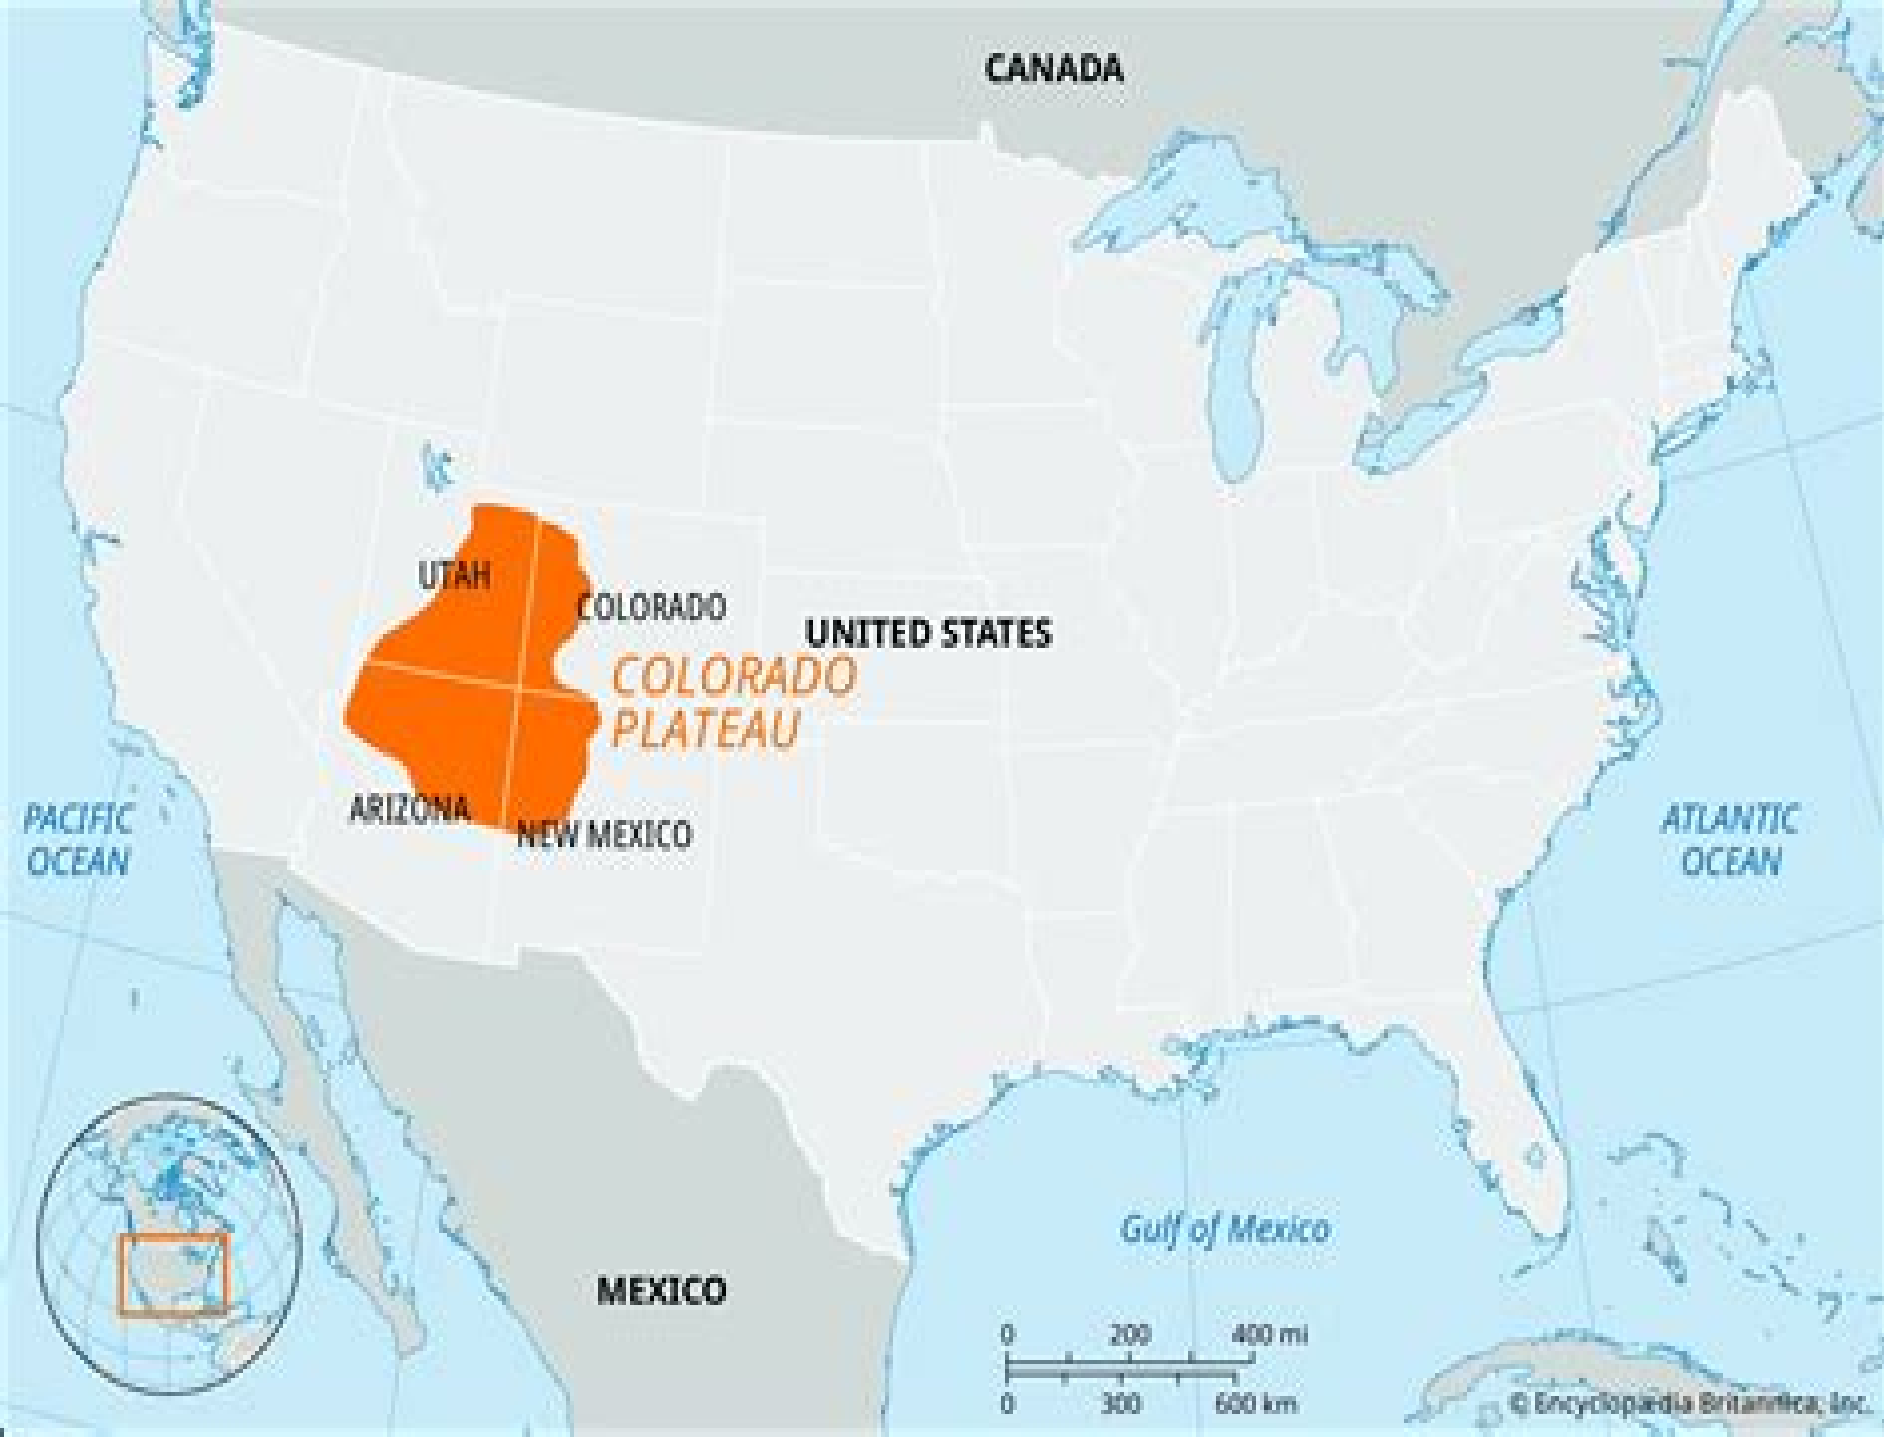 CANADA
UTAH
COLORADO
UNITED STATES
COLORADO
PLATEAU
ARIZONA
NEW MEXICO
PACIFIC
OCEAN
ATLANTIC
OCEAN
Gulf of Mexico
MEXICO
0 200 400 mi
0 300 600 km
© Encyclopædia Britannica, Inc.